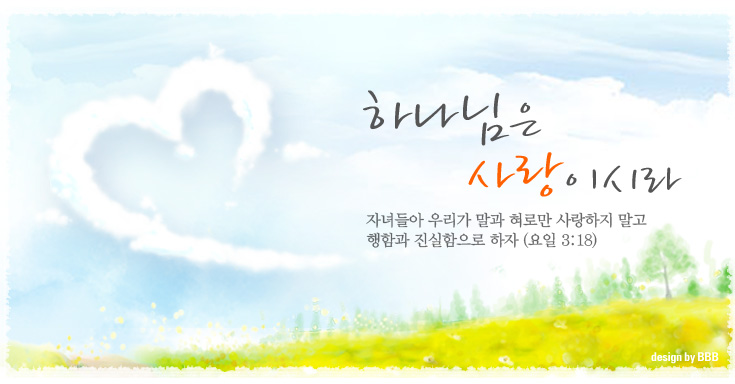 하나님은
사랑이시라
자녀들아 우리가 말과 혀로만 사랑하지 말고
행함과 진실함으로 하자 (요일 3:18)
design by BBB